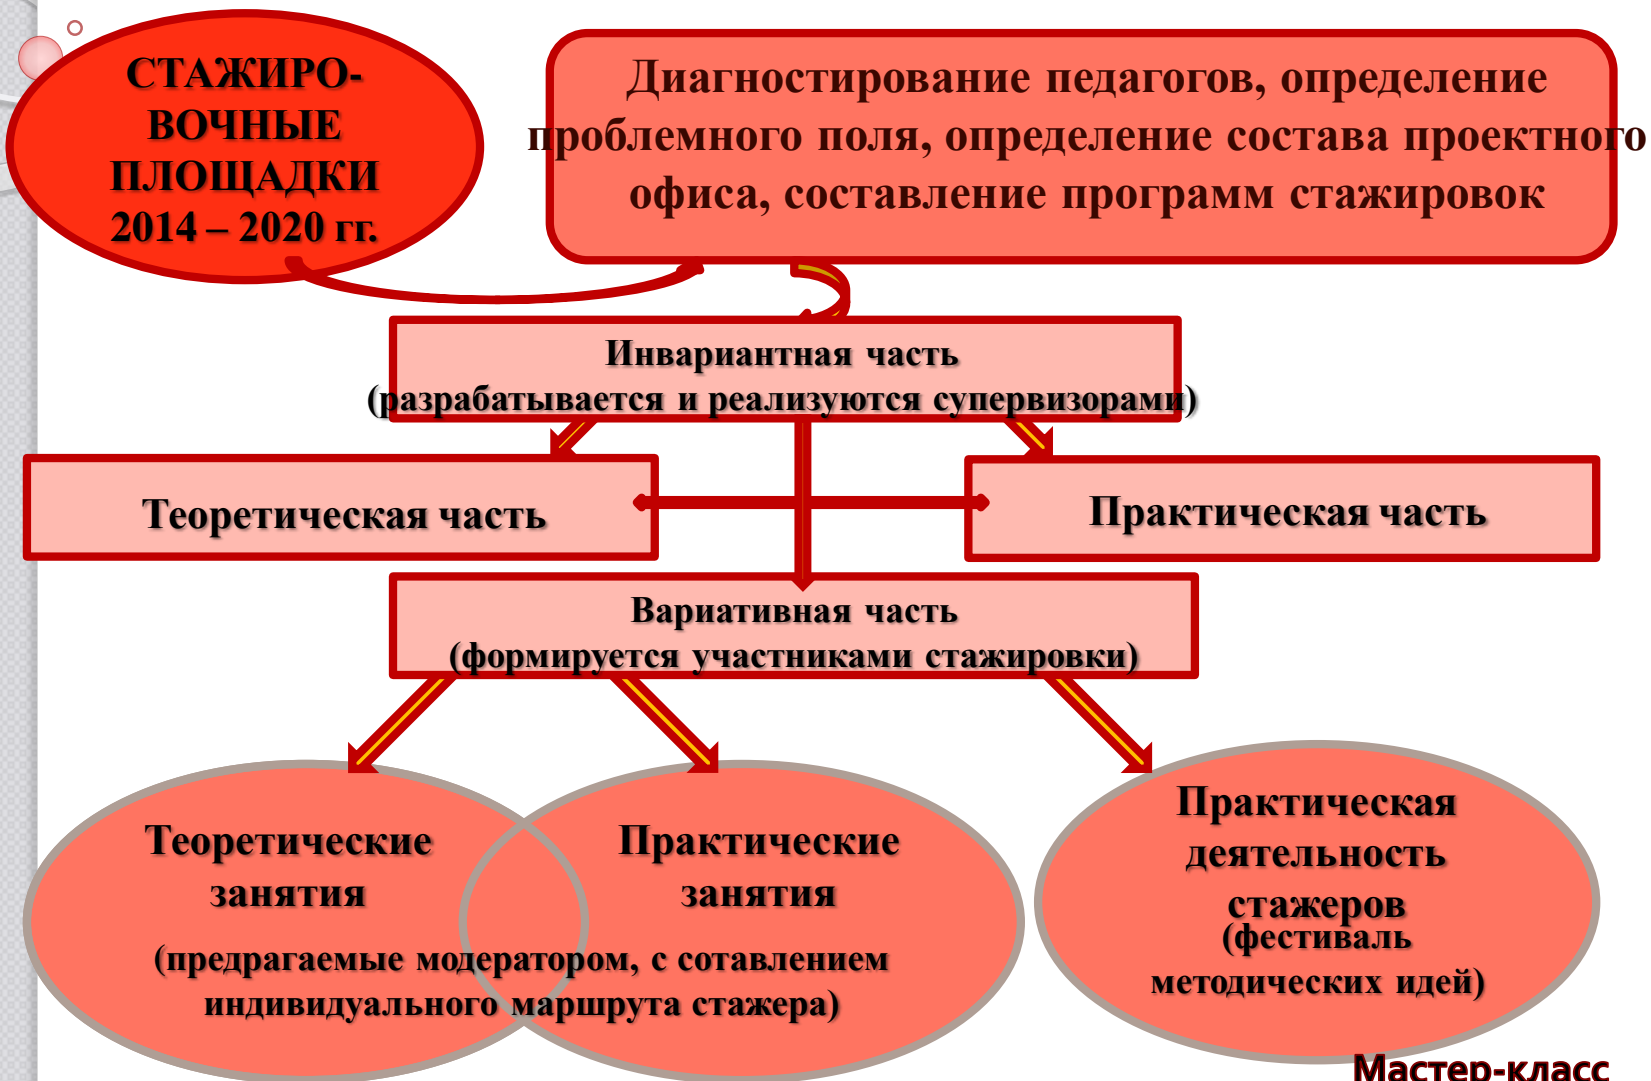 СТАЖИРО-
ВОЧНЫЕ
ПЛОЩАДКИ
2014 – 2020 гг.
Диагностирование педагогов, определение
проблемного поля, определение состава проектного
офиса, составление программ стажировок
Инвариантная часть
(разрабатывается и реализуются супервизорами)
Теоретическая часть
Практическая часть
Вариативная часть
(формируется участниками стажировки)
Теоретические
занятия
Практические
занятия
(предрагаемые модератором, с сотавлением
индивидуального маршрута стажера)
Практическая
деятельность
стажеров
(фестиваль
методических идей)
Мастер-класс